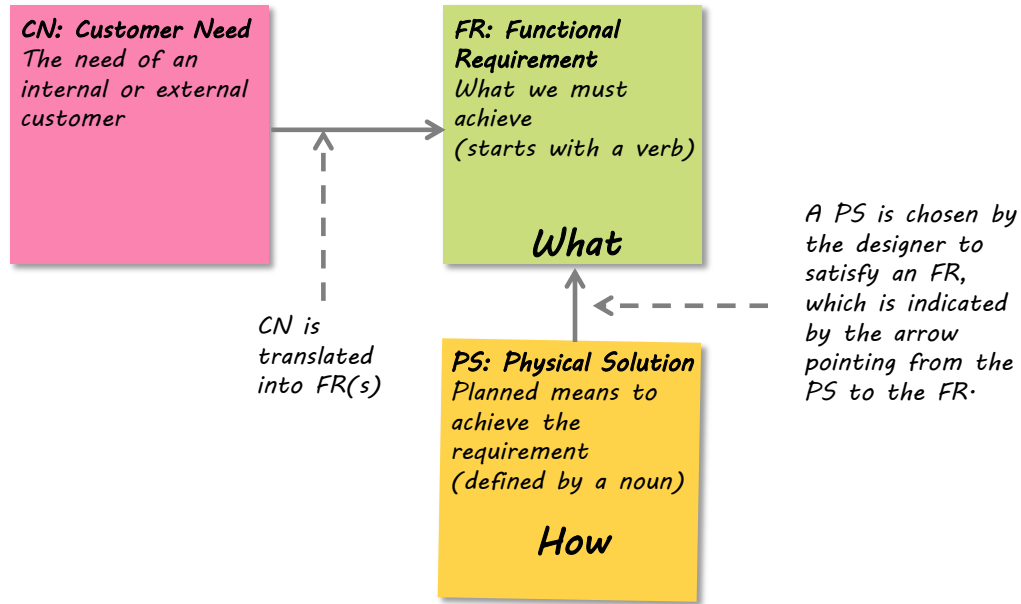 CN: Customer Need
The need of an
internal or external
customer
FR: Functional
Requirement
What we must
achieve
(starts with a verb)
What
CN is
translated
into FR(s)
PS: Physical Solution
Planned means to
achieve the
requirement
(defined by a noun)
How
A PS is chosen by
the designer to
satisfy an FR,
which is indicated
by the arrow
pointing from the
PS to the FR.